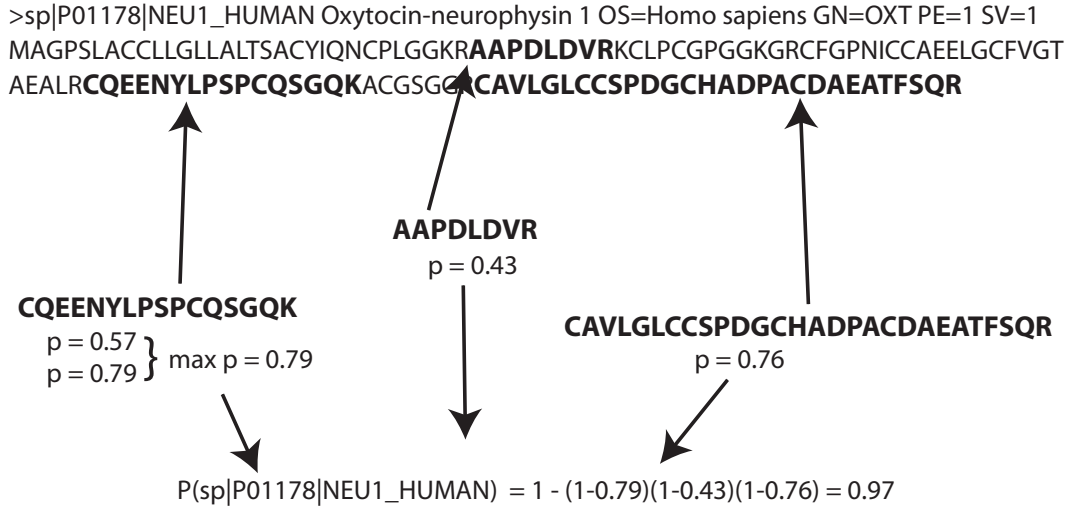 >sp|P01178|NEU1_HUMAN Oxytocin-neurophysin 1 OS=Homo sapiens GN=OXT PE=1 SV=1
MAGPSLACCLLGLLALTSACYIQNCPLGGKRAAPDLDVRKCLPCGPGGKGRCFGPNICCAEELGCFVGT
AEALRCQEENYLPSPCQSGQKACGSGGRCAVLGLCCSPDGCHADPACDAEATFSQR
AAPDLDVR
p = 0.43
CQEENYLPSPCQSGQK
p = 0.57
p = 0.79
} max p = 0.79
CAVLGLCCSPDGCHADPACDAEATFSQR
p = 0.76
P(sp|P01178|NEU1_HUMAN) = 1 - (1-0.79)(1-0.43)(1-0.76) = 0.97